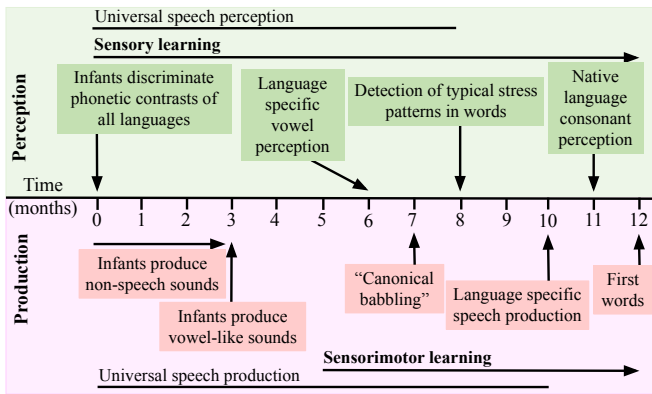 Universal speech perception
Sensory learning
Perception
Infants discriminate
phonetic contrasts of
all languages
Language
specific
vowel
perception
Detection of typical stress
patterns in words
Native
language
consonant
perception
Time
(months)
0 1 2 3 4 5 6 7 8 9 10 11 12
Production
Infants produce
non-speech sounds
Infants produce
vowel-like sounds
“Canonical
babbling”
Language specific
speech production
First
words
Sensorimotor learning
Universal speech production